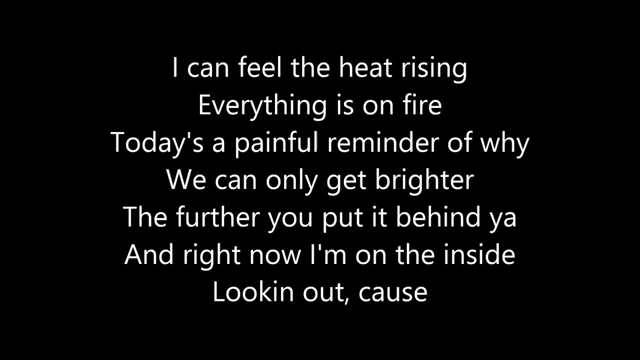 I can feel the heat rising
Everything is on fire
Today's a painful reminder of why
We can only get brighter
The further you put it behind ya
And right now I'm on the inside
Lookin out, cause